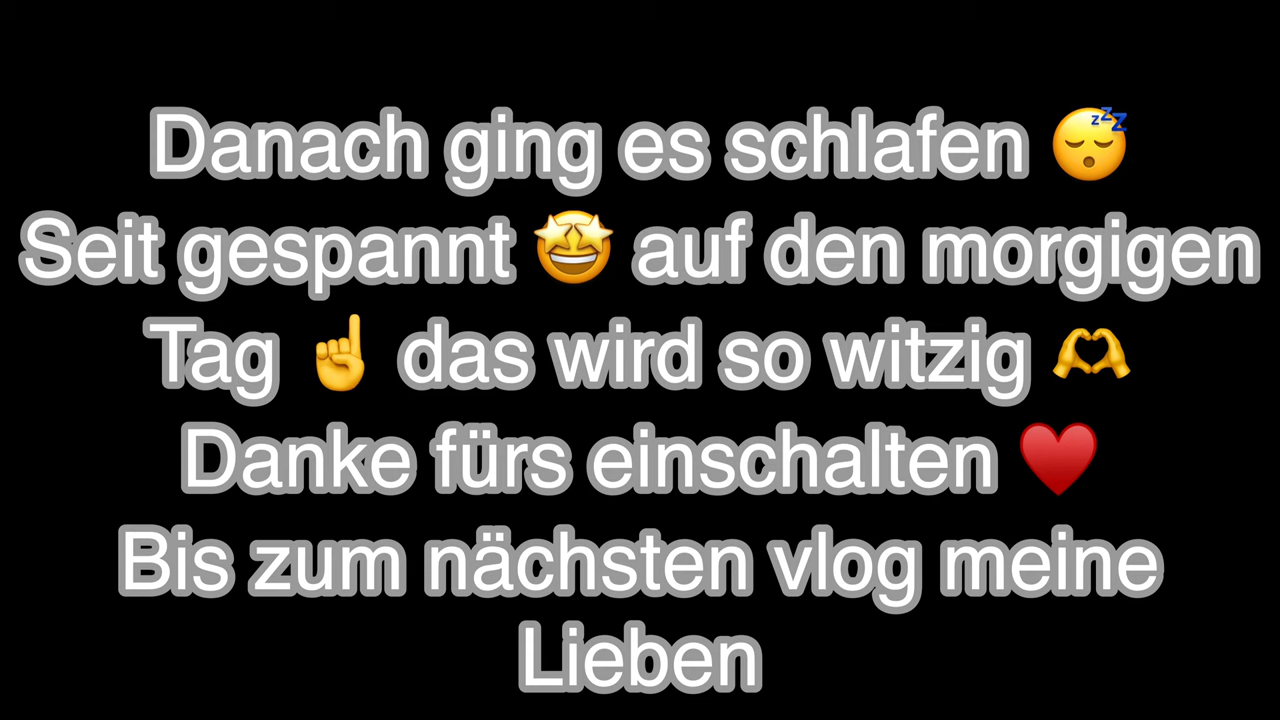 Danach ging es schlafen 😴
Seit gespannt 🤩 auf den morgigen
Tag ☝️ das wird so witzig 🫶
Danke fürs einschalten ♥️
Bis zum nächsten vlog meine
Lieben